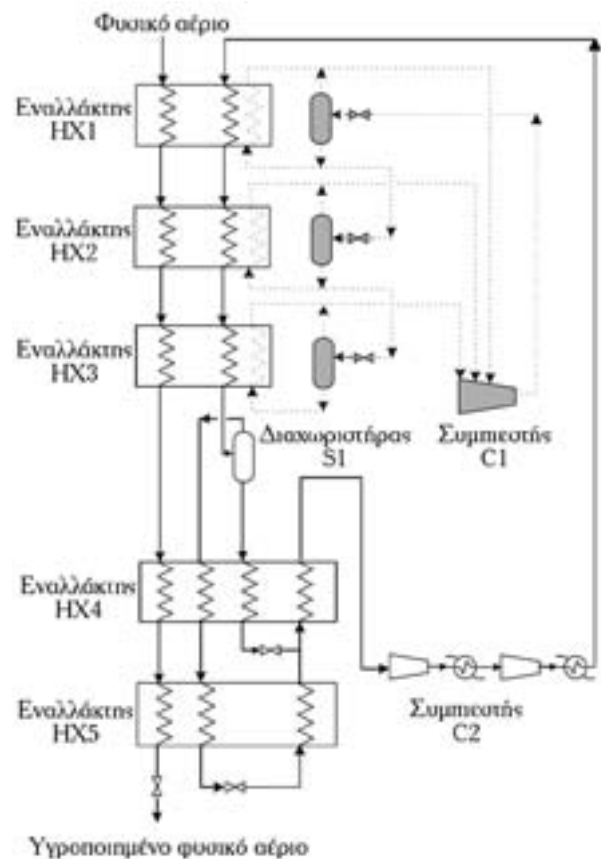 Φυσικό αέριο
Εναλλάκτης
HX1
Εναλλάκτης
HX2
Εναλλάκτης
HX3
Διαχωριστήρας
S1
Συμπιεστής
C1
Εναλλάκτης
HX4
Εναλλάκτης
HX5
Συμπιεστής
C2
Υγροποιημένο φυσικό αέριο